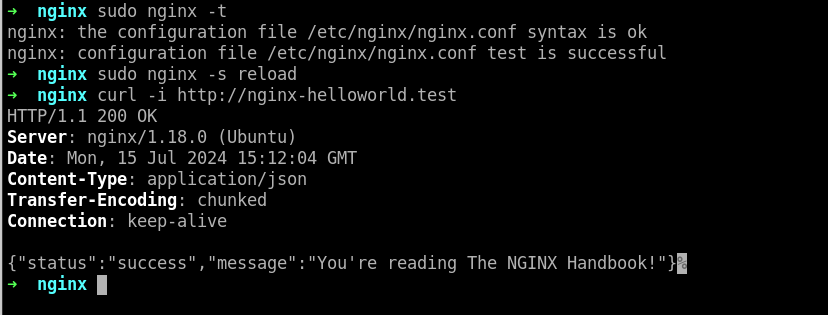 ➜  nginx sudo nginx -t
nginx: the configuration file /etc/nginx/nginx.conf syntax is ok
nginx: configuration file /etc/nginx/nginx.conf test is successful
➜  nginx sudo nginx -s reload
➜  nginx curl -i http://nginx-helloworld.test
HTTP/1.1 200 OK
Server: nginx/1.18.0 (Ubuntu)
Date: Mon, 15 Jul 2024 15:12:04 GMT
Content-Type: application/json
Transfer-Encoding: chunked
Connection: keep-alive

{"status":"success","message":"You're reading The NGINX Handbook!"}%
➜  nginx